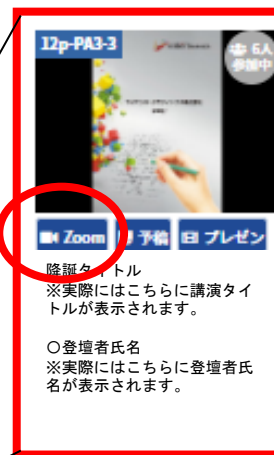 12p-PA3-3
6人
参加中
Zoom
予稿
プレゼン
降誕タイトル
※実際にはこちらに講演タイ
トルが表示されます。
〇登壇者氏名
※実際にはこちらに登壇者氏
名が表示されます。